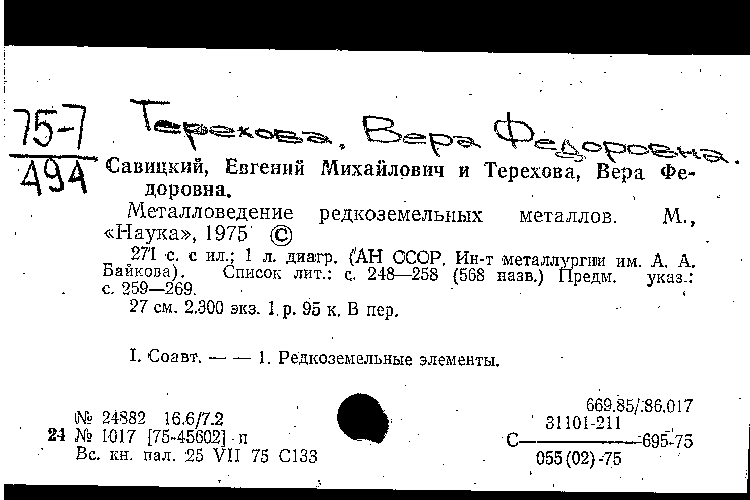 Терехова, Вера Федоровна.
75-7
494
Савицкий, Евгений Михайлович и Терехова, Вера Фе-
доровна.
Металловедение редкоземельных металлов. М.,
«Наука», 1975 ©
271 с. с ил.; 1 л. диагр. (АН СССР. Ин-т металлургии им. А. А.
Байкова). Список лит.: с. 248—258 (568 назв.) Предм. указ.:
с. 259—269.
27 см. 2.300 экз. 1 р. 95 к. В пер.
I. Соавт. — — 1. Редкоземельные элементы.
№ 24882 16.6/7.2
24 № 1017 [75-45602] п
Вс. кн. пал. 25 VII 75 С133
669.85/.86.017
31101-211
С———695-75
055(02)-75